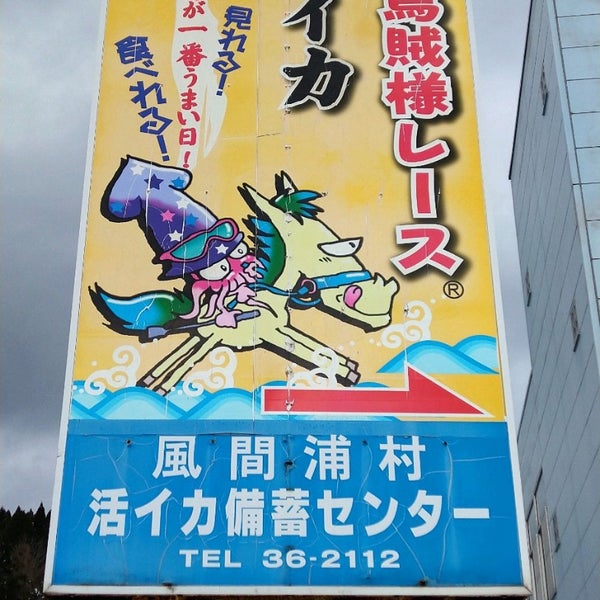 烏賊様レース®
イカ
見れる!
が一番うまい日!
食べれる!
風間浦村
活イカ備蓄センター
TEL 36-2112